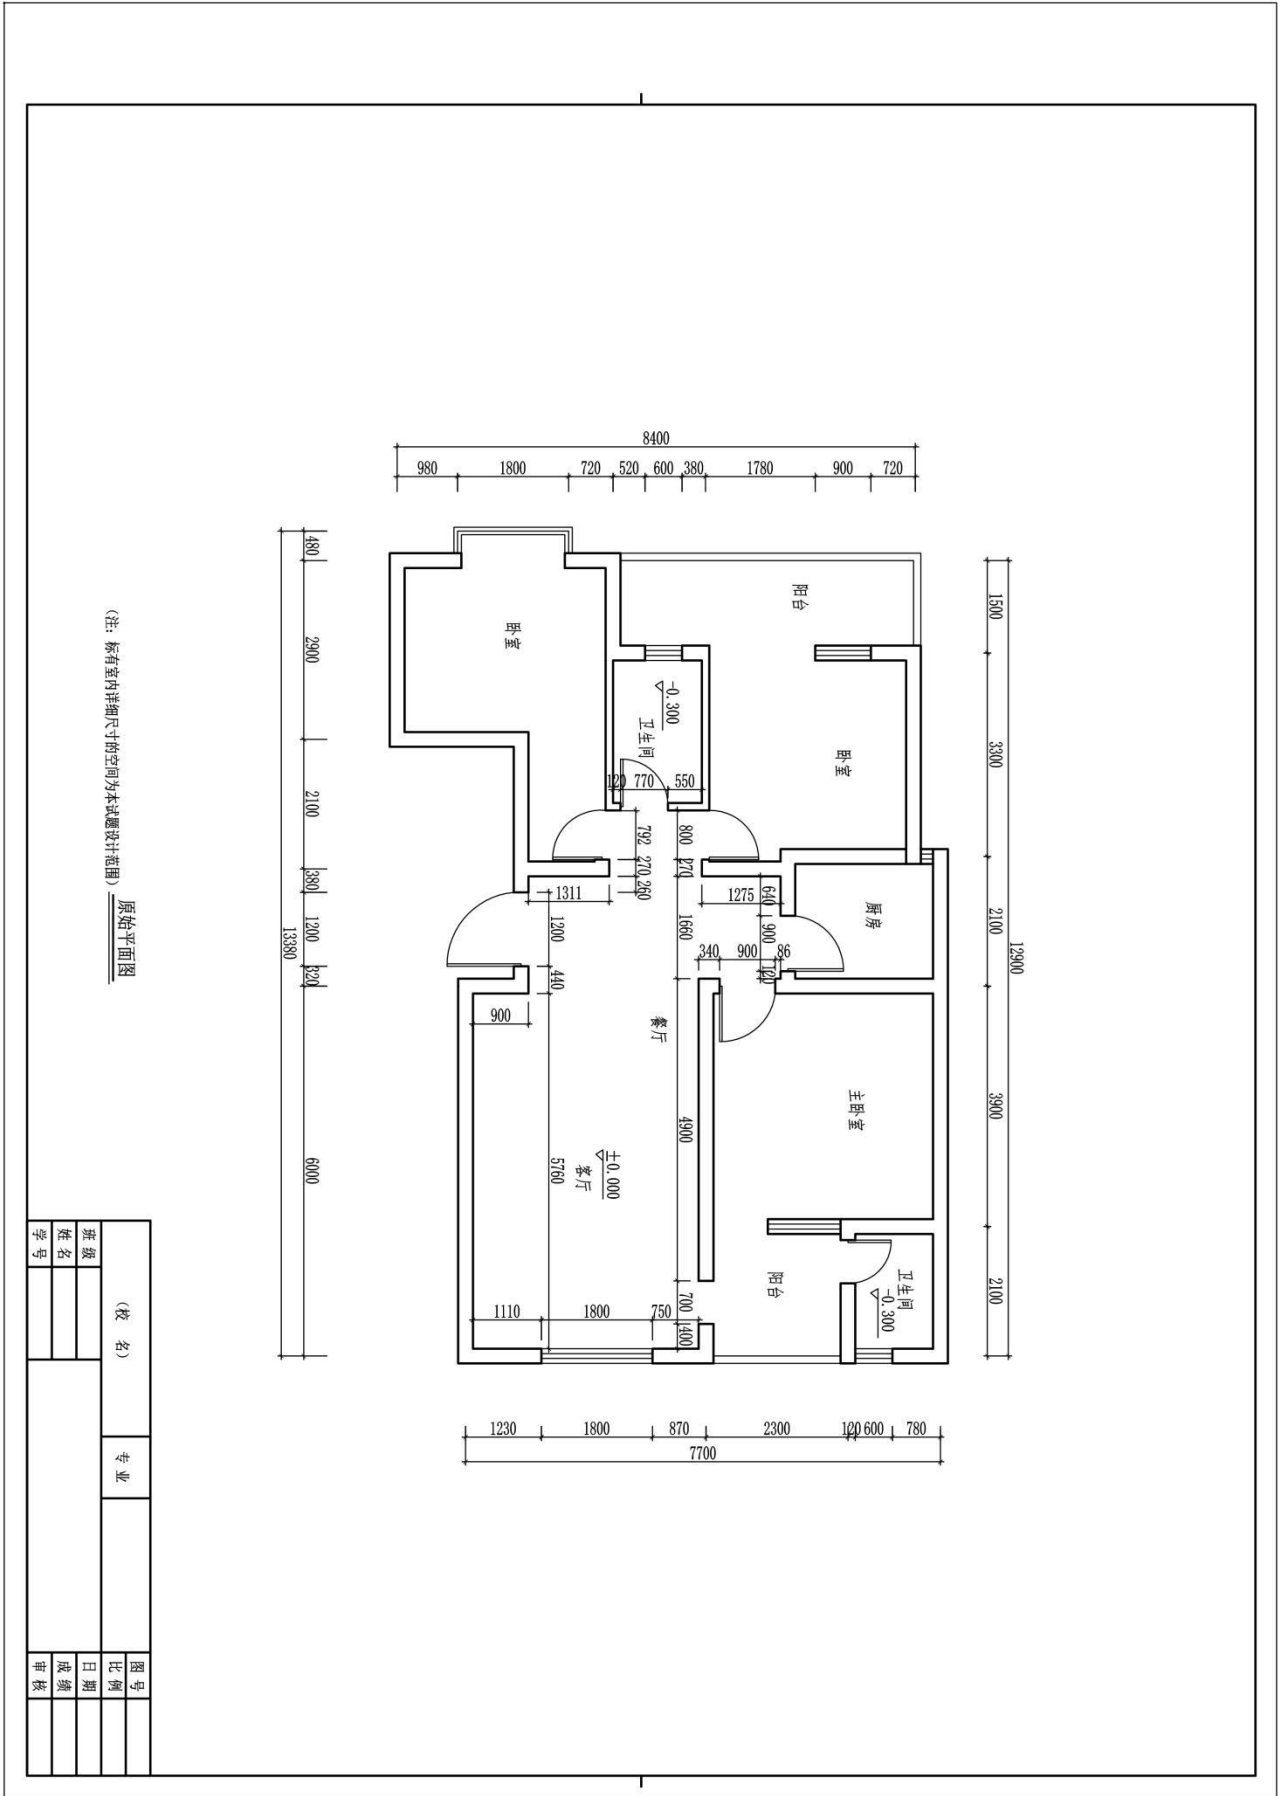 8400
980 1800 720 520 600 380 1780 900 720
480
2900
2100
380
1200
320
6000
13380
1500
3300
2100
3900
2100
12900
阳台
卧室
卧室
-0.300
卫生间
120 770 550
792
270
260
800
270
1660
4900
700
400
1311
1275
640
900
120
厨房
340 900 86
1200
440
5760
900
餐厅
主卧室
±0.000
客厅
阳台
卫生间
-0.300
1110 1800 750
1230 1800 870 2300 120 600 780
7700
原始平面图
(注: 标有室内详细尺寸的空间为本试题设计范围)
(校 名)
专业
图号
比例
班级
日期
姓名
成绩
学号
审核